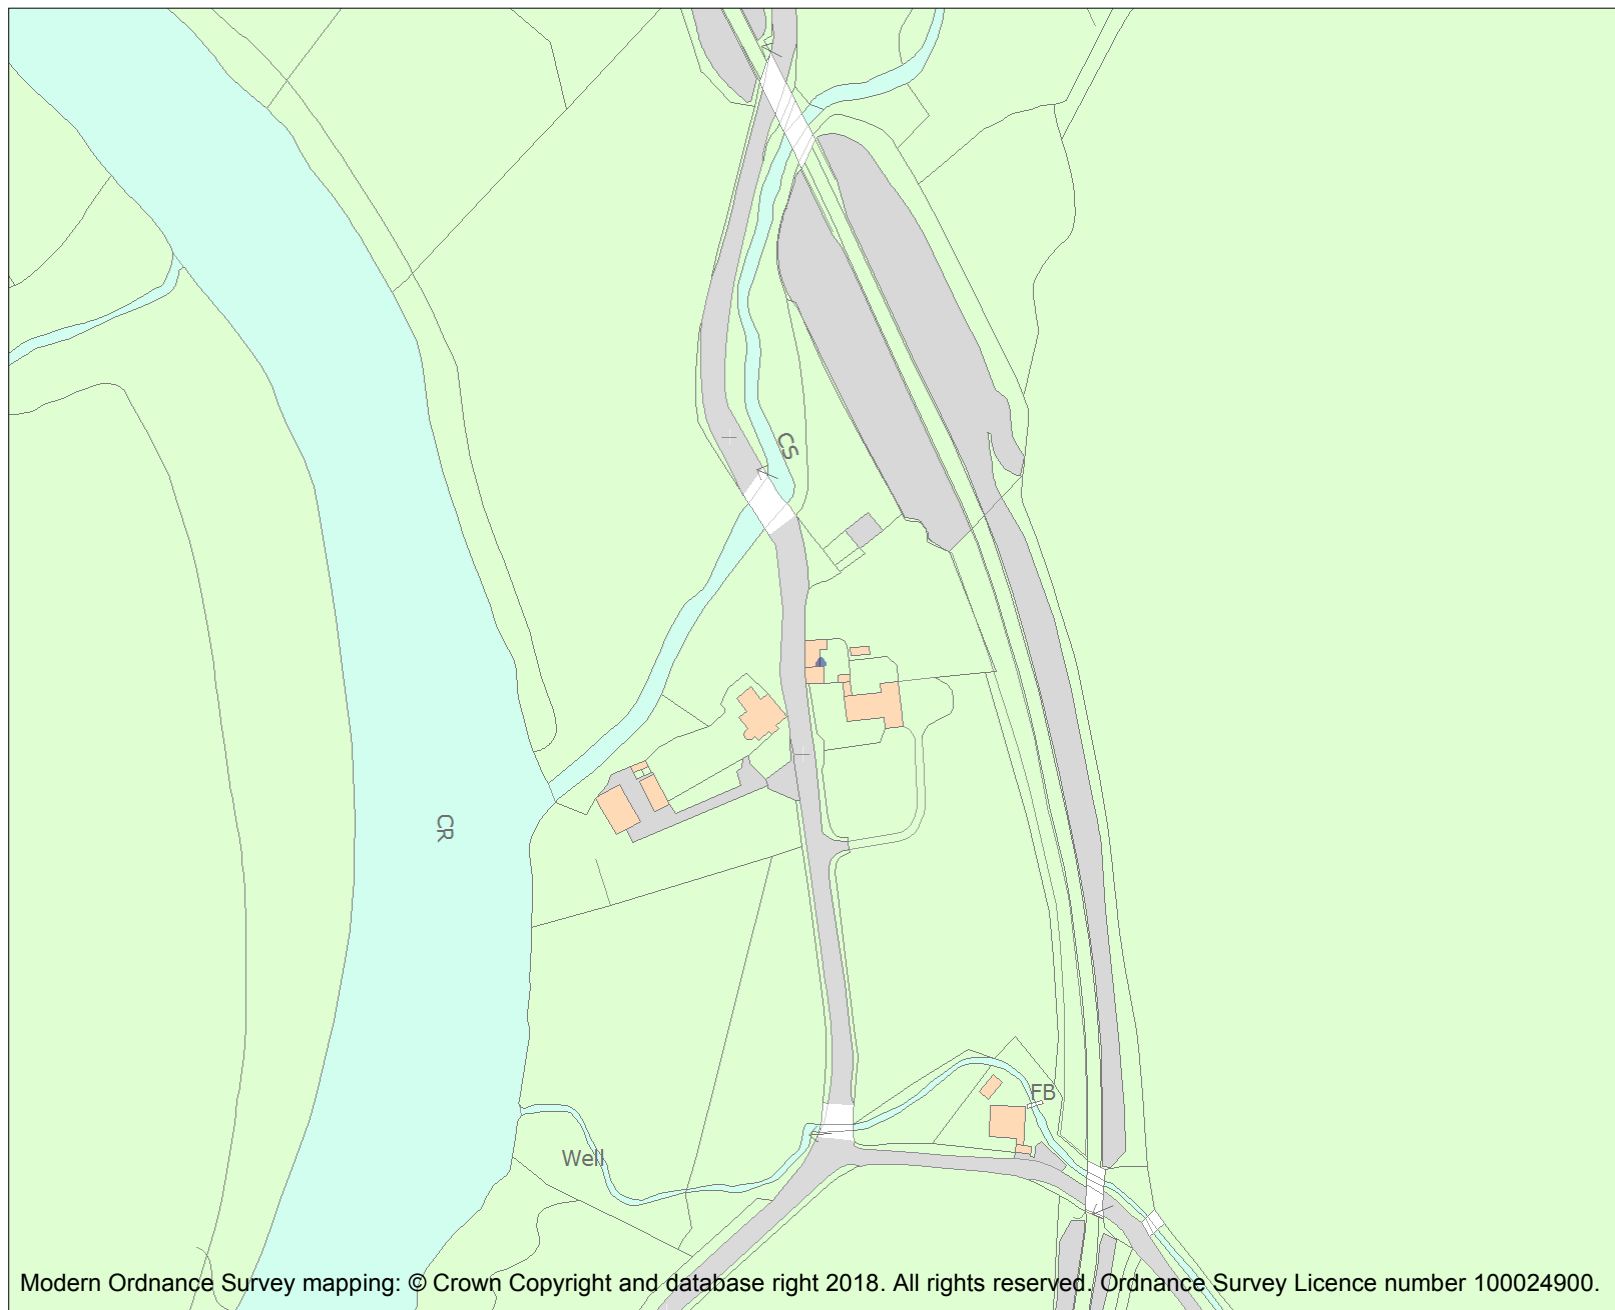 CS
CR
FB
Well
Modern Ordnance Survey mapping: © Crown Copyright and database right 2018. All rights reserved. Ordnance Survey Licence number 100024900.